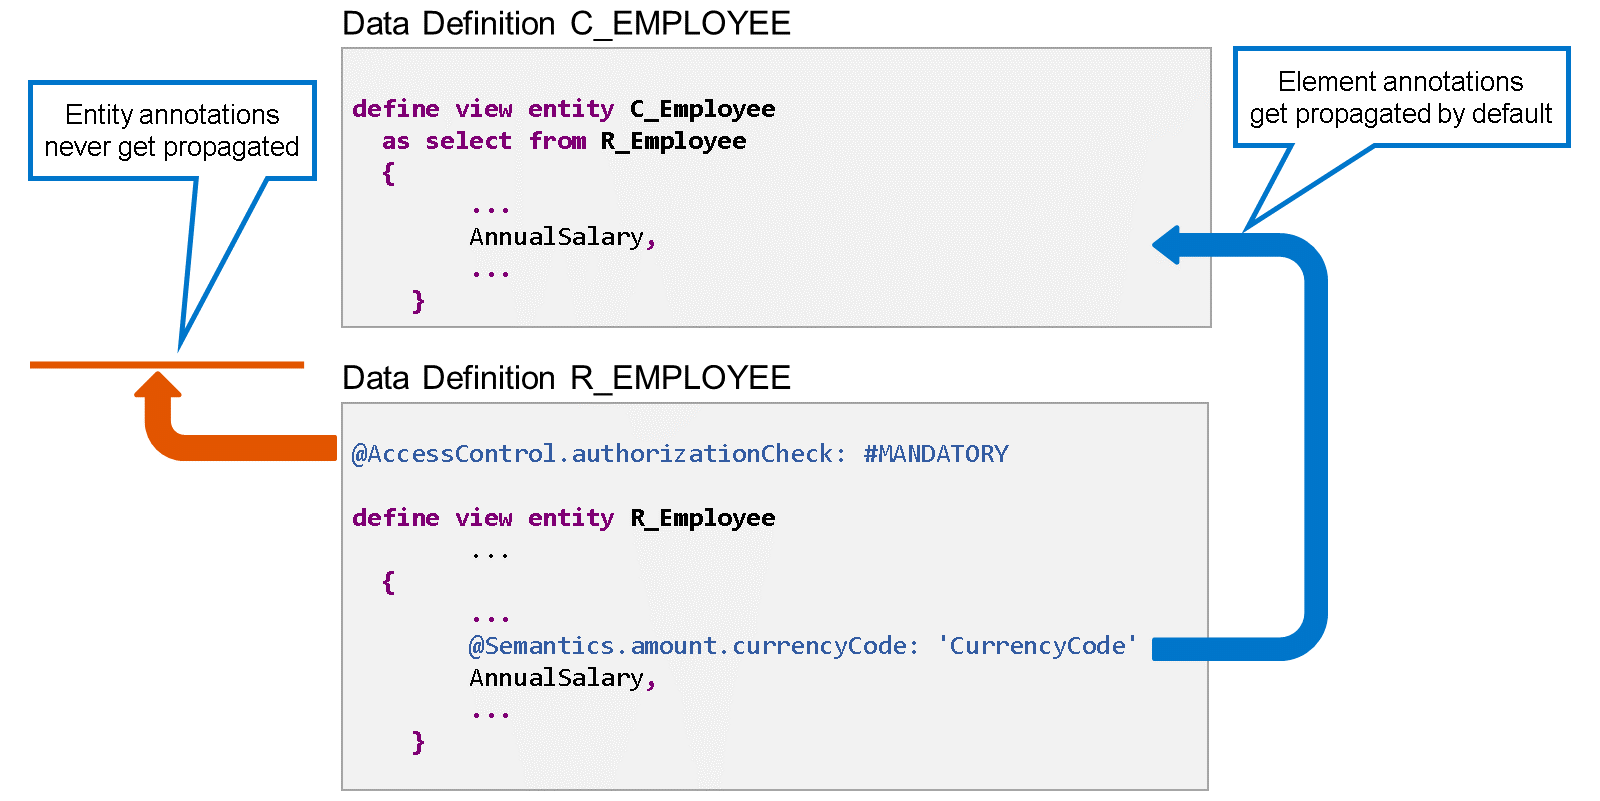 Data Definition C_EMPLOYEE
Entity annotations
never get propagated
Element annotations
get propagated by default
define view entity C_Employee
as select from R_Employee
{
...
AnnualSalary,
...
}
Data Definition R_EMPLOYEE
@AccessControl.authorizationCheck: #MANDATORY
define view entity R_Employee
...
{
...
@Semantics.amount.currencyCode: 'CurrencyCode'
AnnualSalary,
...
}